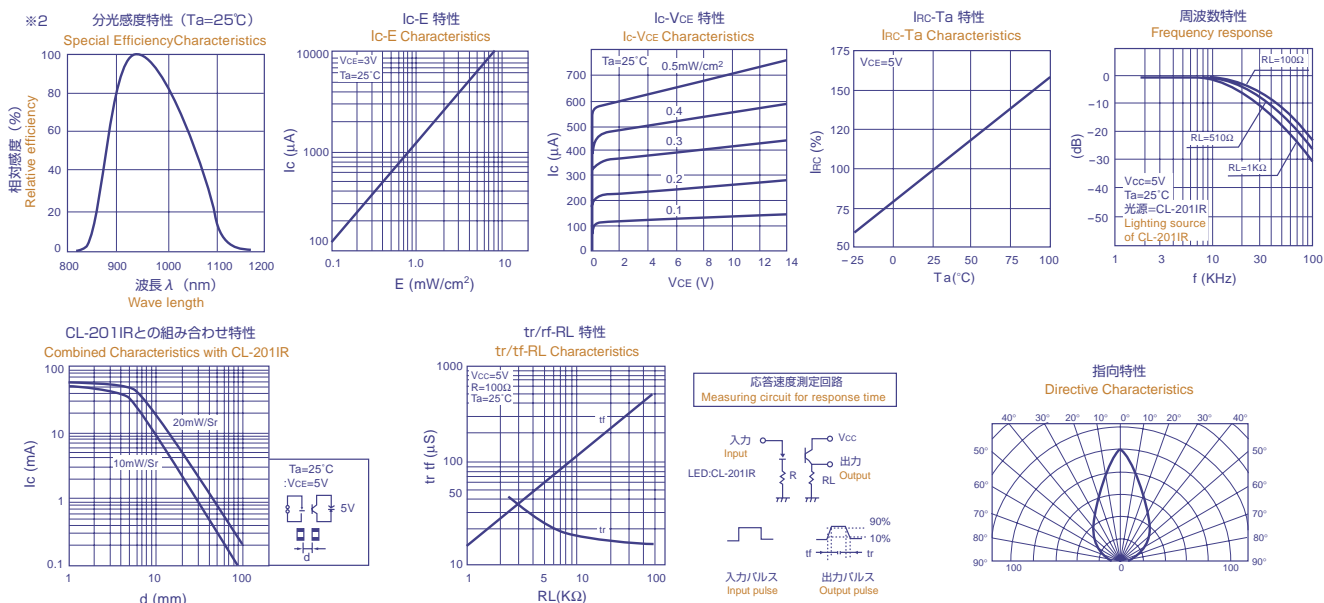 ※2
分光感度特性（Ta=25℃）
Special EfficiencyCharacteristics
相対感度（%）
Relative efficiency
100
80
60
40
20
0
800 900 1000 1100 1200
波長λ（nm）
Wave length
Ic-E 特性
Ic-E Characteristics
VCE=3V
Ta=25℃
Ic (μA)
10000
1000
100
0.1 1 10
E (mW/cm²)
Ic-VCE 特性
Ic-VCE Characteristics
Ta=25℃
0.5mW/cm²
0.4
0.3
0.2
0.1
Ic (μA)
700
600
500
400
300
200
100
0
0 2 4 6 8 10 12 14
VCE (V)
IRC-Ta 特性
IRC-Ta Characteristics
VCE=5V
IRC (%)
175
150
125
100
75
50
−25 0 25 50 75 100
Ta(℃)
周波数特性
Frequency response
RL=100Ω
RL=510Ω
RL=1KΩ
(dB)
0
−10
−20
−30
−40
−50
Vcc=5V
Ta=25℃
光源=CL-201IR
Lighting source
of CL-201IR
1 3 10 30 100
f (KHz)
CL-201IRとの組み合わせ特性
Combined Characteristics with CL-201IR
Ic (mA)
100
10
1
0.1
20mW/Sr
10mW/Sr
1 10 100
d (mm)
Ta=25℃
:VCE=5V
5V
d
tr/rf-RL 特性
tr/tf-RL Characteristics
Vcc=5V
R=100Ω
Ta=25℃
tr tf (μS)
1000
100
50
10
tf
tr
1 5 10 50 100
RL(KΩ)
応答速度測定回路
Measuring circuit for response time
入力
Input
Vcc
出力
Output
LED:CL-201IR
R
RL
90%
10%
tf tr
入力パルス
Input pulse
出力パルス
Output pulse
指向特性
Directive Characteristics
40° 30° 20° 10° 0° 10° 20° 30° 40°
50° 50°
60° 60°
70° 70°
80° 80°
90° 90°
100 0 100